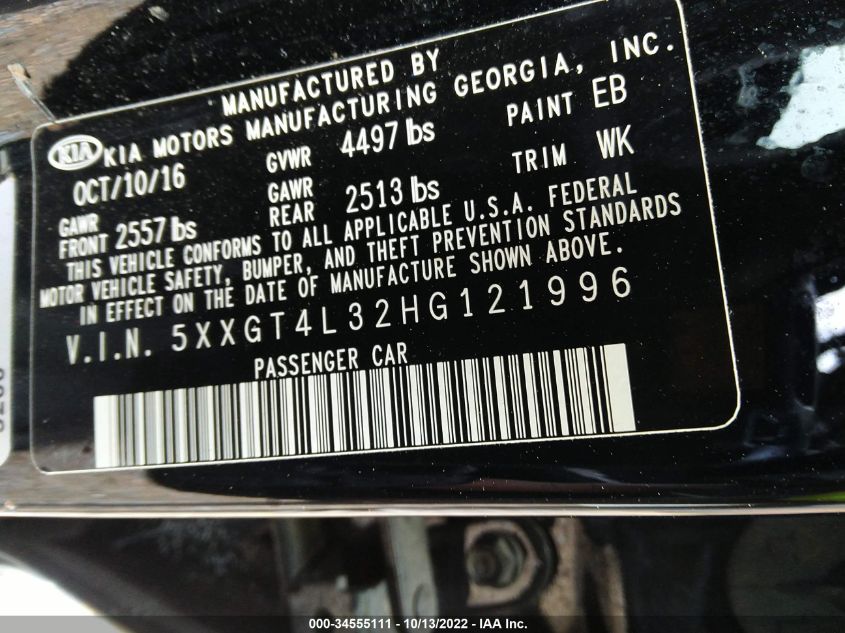 MANUFACTURED BY
KIA KIA MOTORS MANUFACTURING GEORGIA, INC.
OCT/10/16 GVWR 4497 lbs PAINT EB
GAWR FRONT 2557 lbs GAWR REAR 2513 lbs TRIM WK
THIS VEHICLE CONFORMS TO ALL APPLICABLE U.S.A. FEDERAL
MOTOR VEHICLE SAFETY, BUMPER, AND THEFT PREVENTION STANDARDS
IN EFFECT ON THE DATE OF MANUFACTURE SHOWN ABOVE.
V.I.N. 5XXGT4L32HG121996
PASSENGER CAR
000-34555111 - 10/13/2022 - IAA Inc.